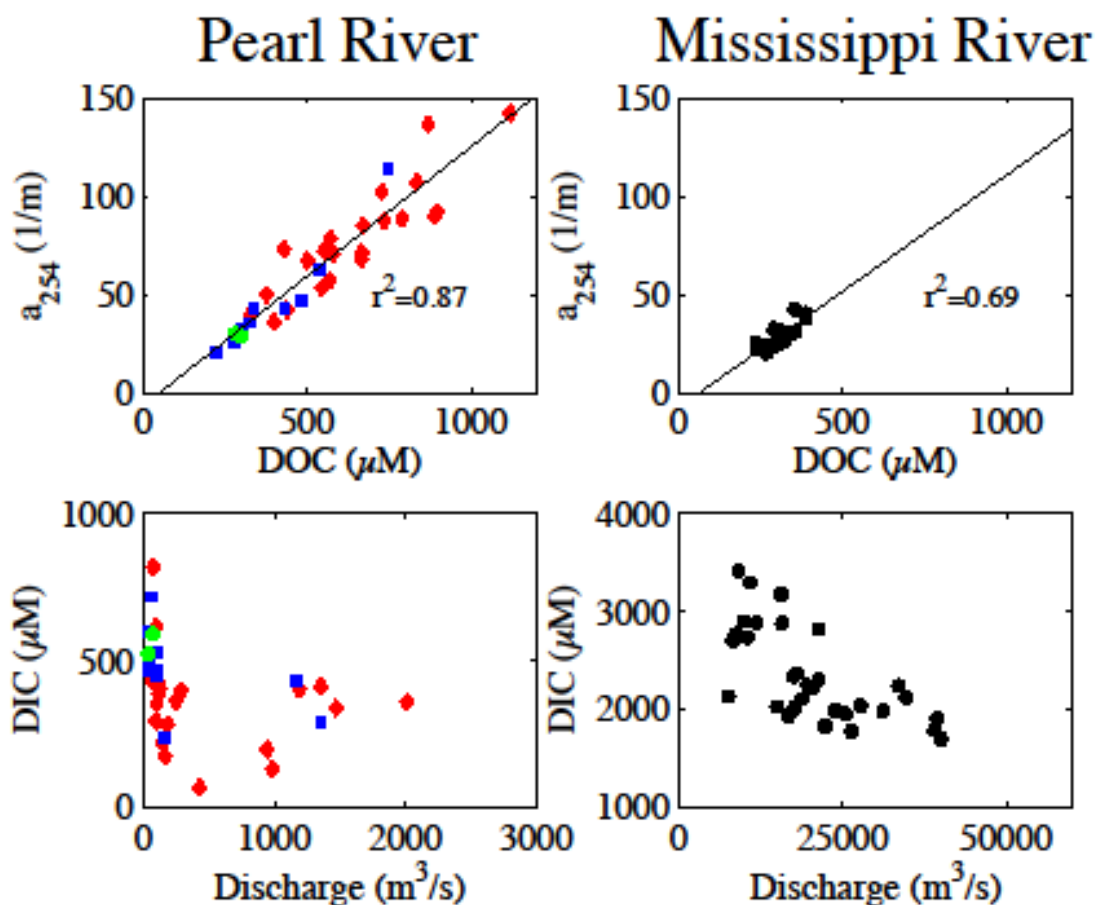 Pearl River
Mississippi River
150
100
50
0
a254 (1/m)
r²=0.87
0
500
1000
DOC (μM)
150
100
50
0
a254 (1/m)
r²=0.69
0
500
1000
DOC (μM)
1000
500
0
DIC (μM)
0
1000
2000
3000
Discharge (m³/s)
4000
3000
2000
1000
DIC (μM)
0
25000
50000
Discharge (m³/s)